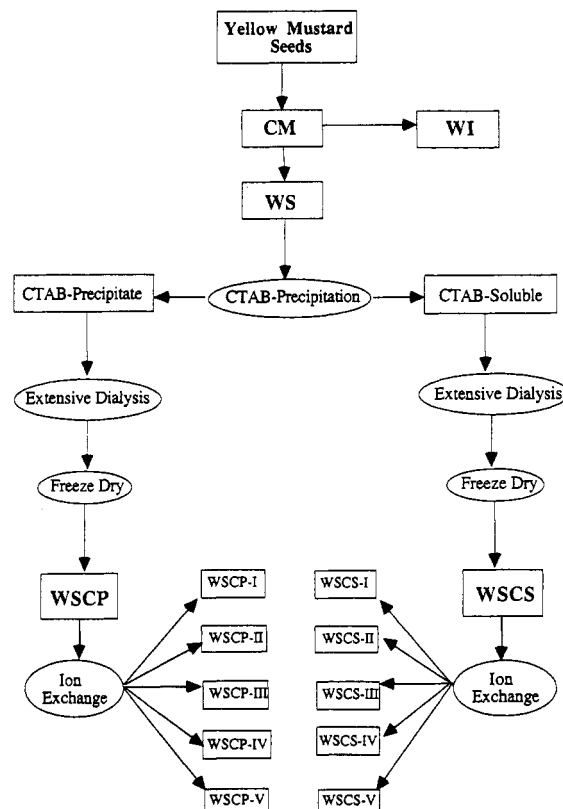 Yellow Mustard
Seeds
CM
WI
WS
CTAB-Precipitate
CTAB-Precipitation
CTAB-Soluble
Extensive Dialysis
Extensive Dialysis
Freeze Dry
Freeze Dry
WSCP
WSCS
WSCP-I
WSCS-I
WSCP-II
WSCS-II
Ion
Exchange
WSCP-III
WSCS-III
Ion
Exchange
WSCP-IV
WSCS-IV
WSCP-V
WSCS-V